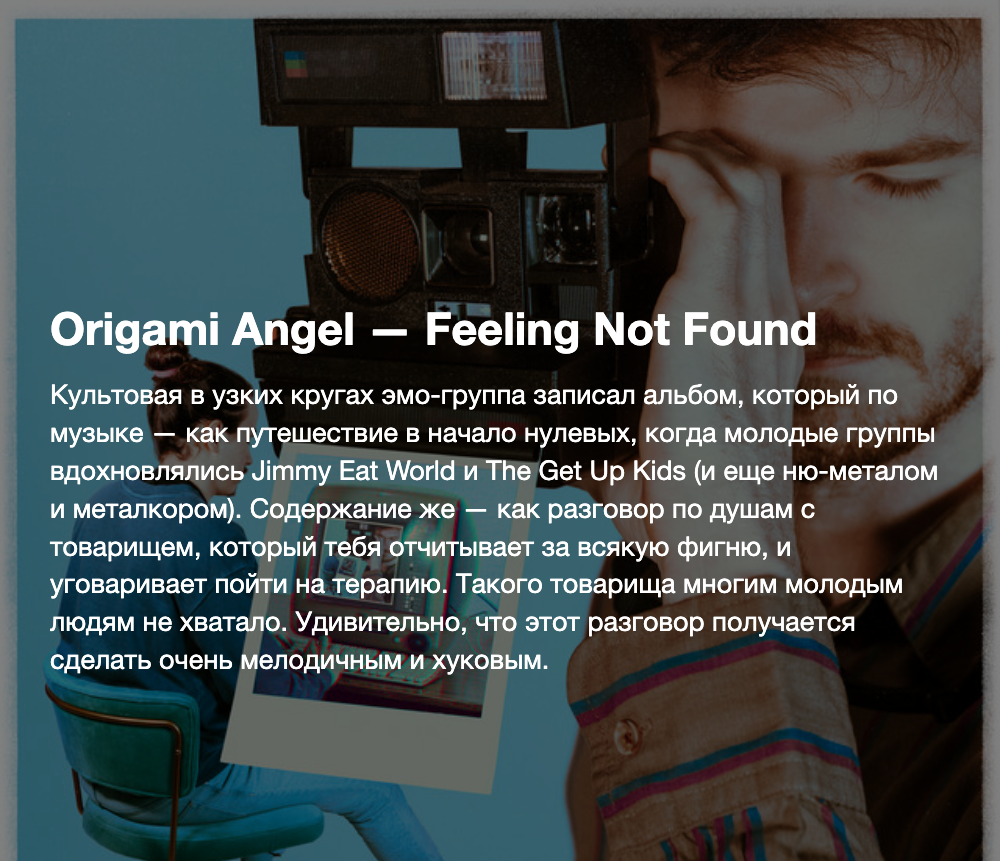 Origami Angel — Feeling Not Found
Культовая в узких кругах эмо-группа записал альбом, который по
музыке — как путешествие в начало нулевых, когда молодые группы
вдохновлялись Jimmy Eat World и The Get Up Kids (и еще ню-металом
и металкором). Содержание же — как разговор по душам с
товарищем, который тебя отчитывает за всякую фигню, и
уговаривает пойти на терапию. Такого товарища многим молодым
людям не хватало. Удивительно, что этот разговор получается
сделать очень мелодичным и хуковым.